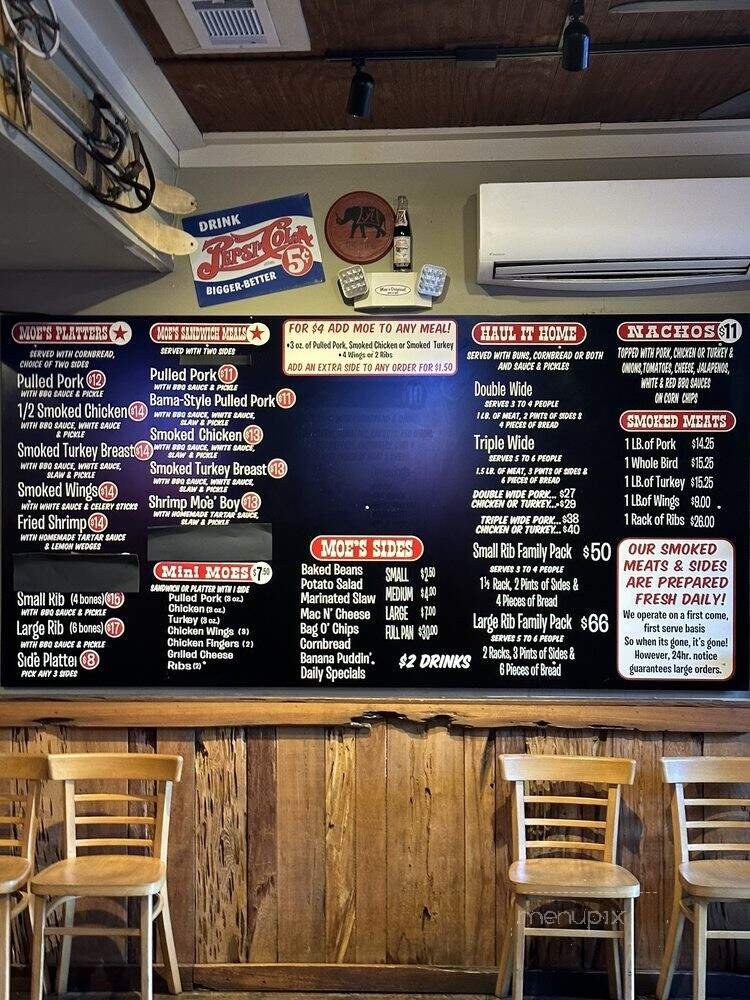 DRINK
PEPSI-COLA
5¢
BIGGER-BETTER
Moe's Original
MOE'S PLATTERS
SERVED WITH CORNBREAD,
CHOICE OF TWO SIDES
Pulled Pork $12
WITH BBQ SAUCE & PICKLE
1/2 Smoked Chicken $14
WITH BBQ SAUCE, WHITE SAUCE
& PICKLE
Smoked Turkey Breast $14
WITH BBQ SAUCE, WHITE SAUCE,
SLAW & PICKLE
Smoked Wings $14
WITH WHITE SAUCE & CELERY STICKS
Fried Shrimp $14
WITH HOMEMADE TARTAR SAUCE
& LEMON WEDGES
Small Rib (4 bones) $15
WITH BBQ SAUCE & PICKLE
Large Rib (6 bones) $17
WITH BBQ SAUCE & PICKLE
Side Platter $8
PICK ANY 3 SIDES
MOE'S SANDWICH MEALS
SERVED WITH TWO SIDES
Pulled Pork $11
WITH BBQ SAUCE & PICKLE
Bama-Style Pulled Pork $11
WITH BBQ SAUCE, WHITE SAUCE,
SLAW & PICKLE
Smoked Chicken $13
WITH BBQ SAUCE, WHITE SAUCE,
SLAW & PICKLE
Smoked Turkey Breast $13
WITH BBQ SAUCE, WHITE SAUCE,
SLAW & PICKLE
Shrimp Moe' Boy $13
WITH HOMEMADE TARTAR SAUCE,
SLAW & PICKLE
Mini MOES $7.50
SANDWICH OR PLATTER WITH 1 SIDE
Pulled Pork (3 oz.)
Chicken (3 oz.)
Turkey (3 oz.)
Chicken Wings (3)
Chicken Fingers (2)
Grilled Cheese
Ribs (2)*
FOR $4 ADD MOE TO ANY MEAL!
•3 oz. of Pulled Pork, Smoked Chicken or Smoked Turkey
•4 Wings or 2 Ribs
ADD AN EXTRA SIDE TO ANY ORDER FOR $1.50
MOE'S SIDES
Baked Beans
Potato Salad
Marinated Slaw
Mac N' Cheese
Bag O' Chips
Cornbread
Banana Puddin'
Daily Specials
SMALL $2.50
MEDIUM $4.00
LARGE $7.00
FULL PAN $30.00
$2 DRINKS
HAUL IT HOME
SERVED WITH BUNS, CORNBREAD OR BOTH
AND SAUCE & PICKLES
Double Wide
SERVES 3 TO 4 PEOPLE
1 LB. OF MEAT, 2 PINTS OF SIDES &
4 PIECES OF BREAD
Triple Wide
SERVES 5 TO 6 PEOPLE
1.5 LB. OF MEAT, 3 PINTS OF SIDES &
6 PIECES OF BREAD
DOUBLE WIDE PORK... $27
CHICKEN OR TURKEY...$29
TRIPLE WIDE PORK...$38
CHICKEN OR TURKEY...$40
Small Rib Family Pack $50
SERVES 3 TO 4 PEOPLE
1½ Rack, 2 Pints of Sides &
4 Pieces of Bread
Large Rib Family Pack $66
SERVES 5 TO 6 PEOPLE
2 Racks, 3 Pints of Sides &
6 Pieces of Bread
NACHOS $11
TOPPED WITH PORK, CHICKEN OR TURKEY &
ONIONS, TOMATOES, CHEESE, JALAPENOS,
WHITE & RED BBQ SAUCES
ON CORN CHIPS
SMOKED MEATS
1 LB. of Pork $14.25
1 Whole Bird $15.25
1 LB. of Turkey $15.25
1 LB.of Wings
1 Rack of Ribs $26.00
OUR SMOKED
MEATS & SIDES
ARE PREPARED
FRESH DAILY!
We operate on a first come,
first serve basis
So when its gone, it's gone!
However, 24hr. notice
guarantees large orders.
menupix